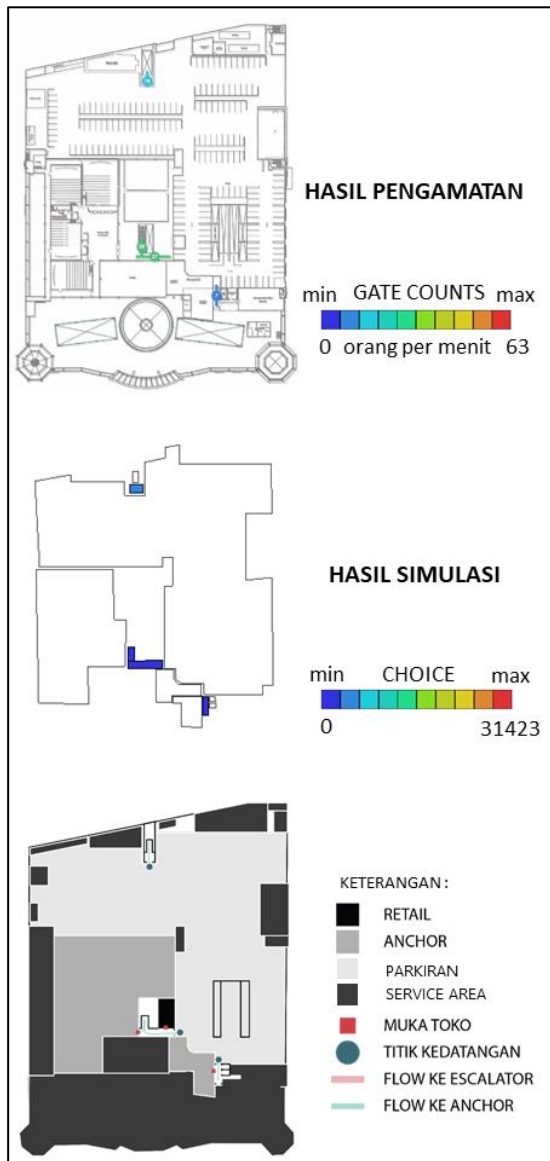 HASIL PENGAMATAN
min GATE COUNTS max
0 orang per menit 63
HASIL SIMULASI
min CHOICE max
0 31423
KETERANGAN :
RETAIL
ANCHOR
PARKIRAN
SERVICE AREA
MUKA TOKO
TITIK KEDATANGAN
FLOW KE ESCALATOR
FLOW KE ANCHOR